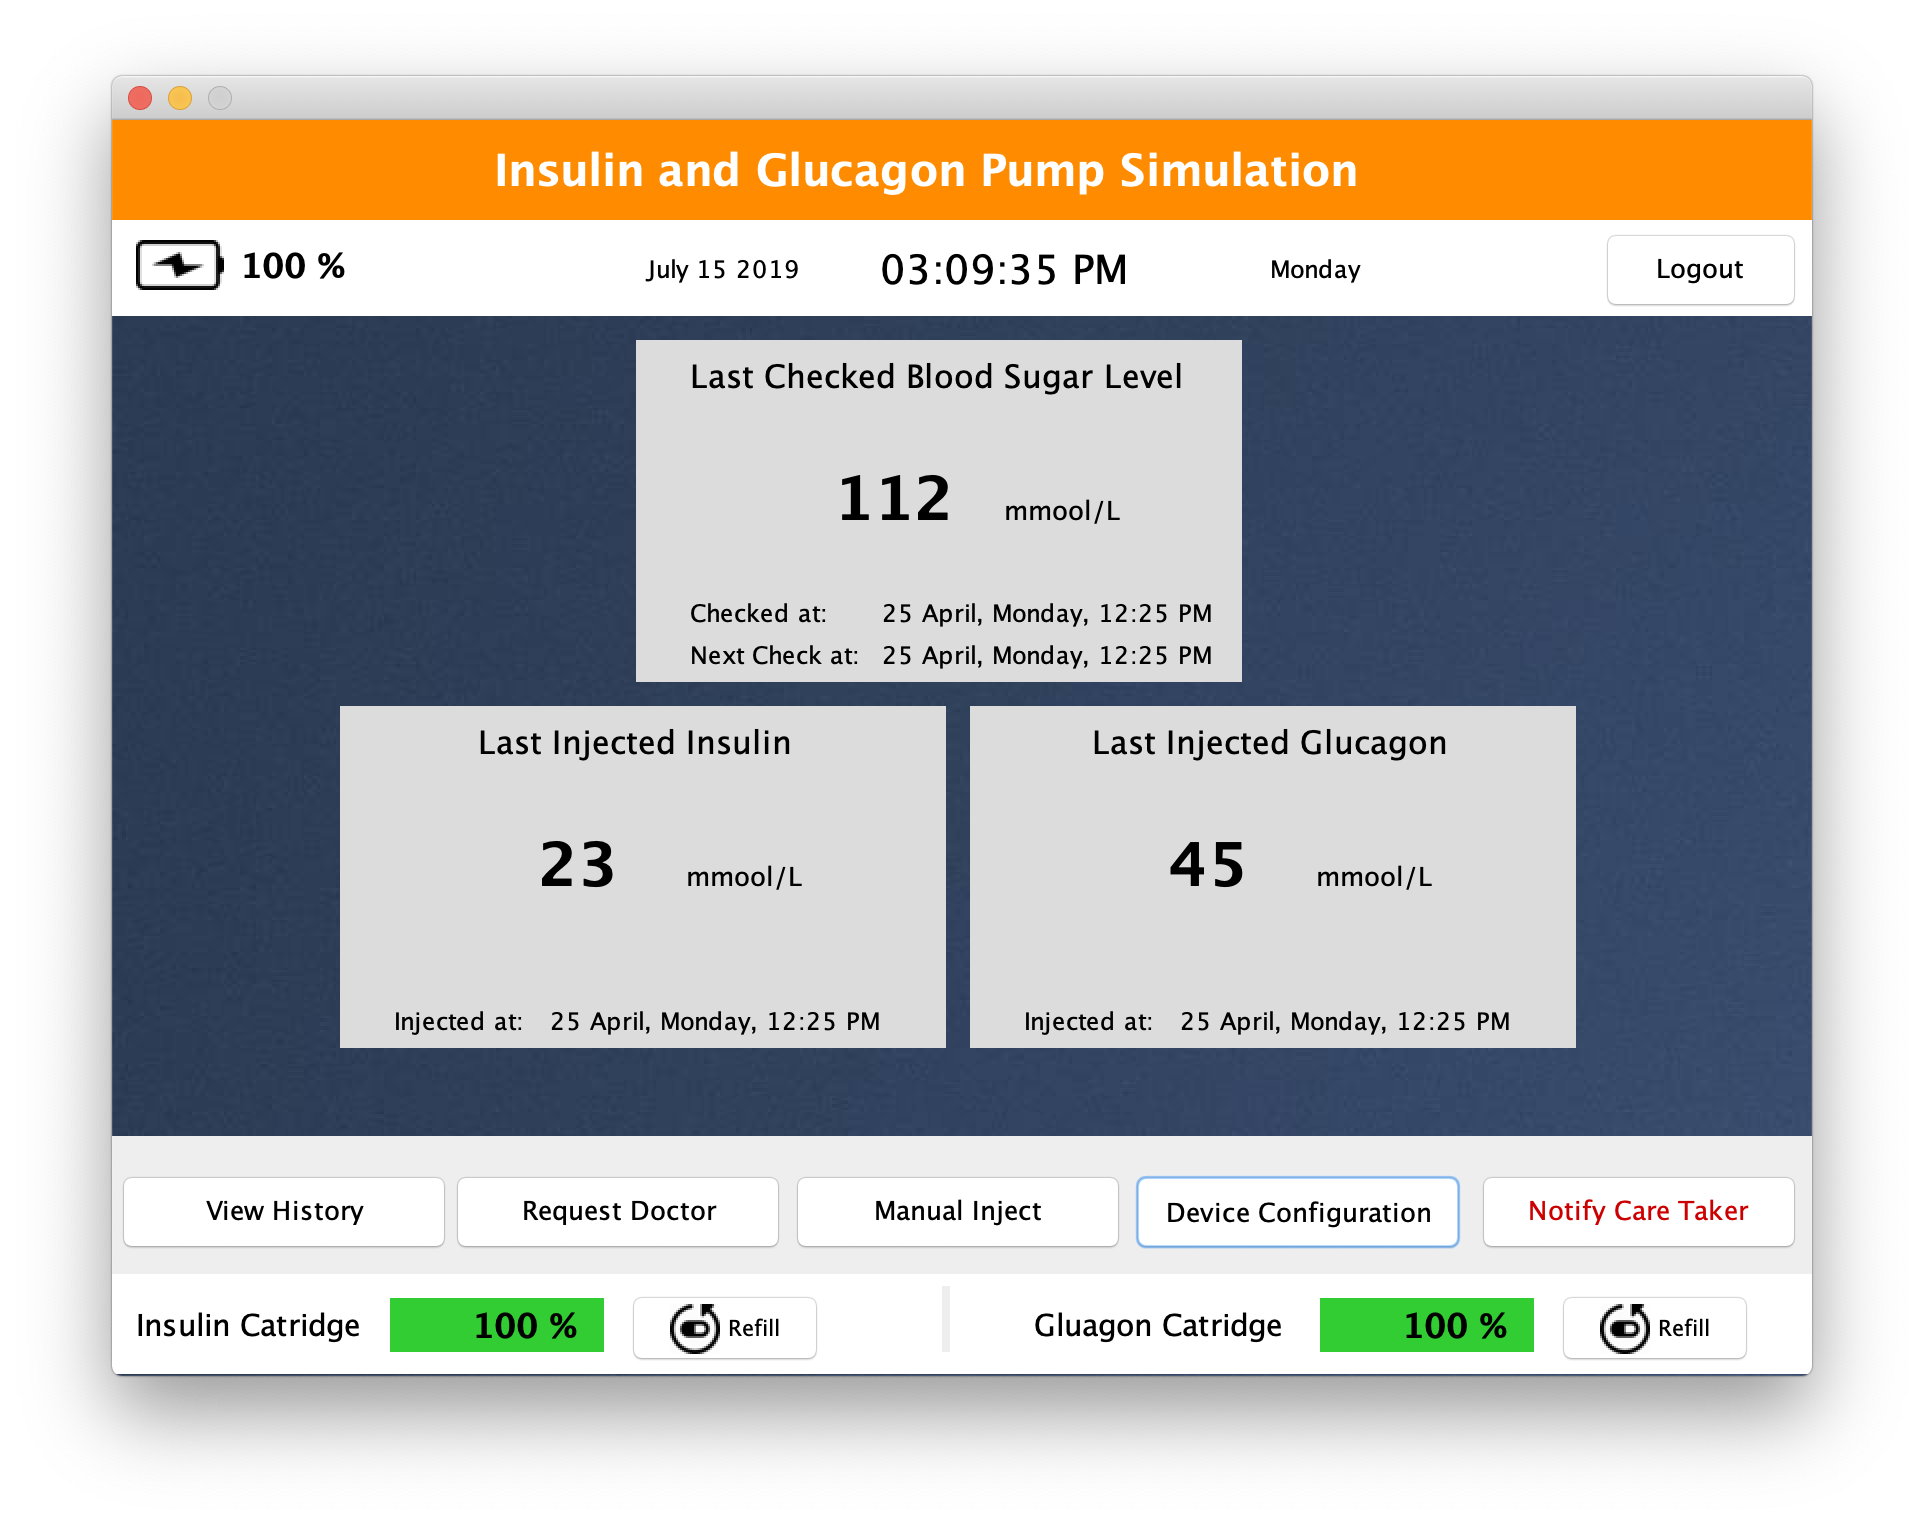 Insulin and Glucagon Pump Simulation
100 %
July 15 2019
03:09:35 PM
Monday
Logout
Last Checked Blood Sugar Level
112 mmool/L
Checked at: 25 April, Monday, 12:25 PM
Next Check at: 25 April, Monday, 12:25 PM
Last Injected Insulin
23 mmool/L
Injected at: 25 April, Monday, 12:25 PM
Last Injected Glucagon
45 mmool/L
Injected at: 25 April, Monday, 12:25 PM
View History
Request Doctor
Manual Inject
Device Configuration
Notify Care Taker
Insulin Catridge
100 %
Refill
Gluagon Catridge
100 %
Refill